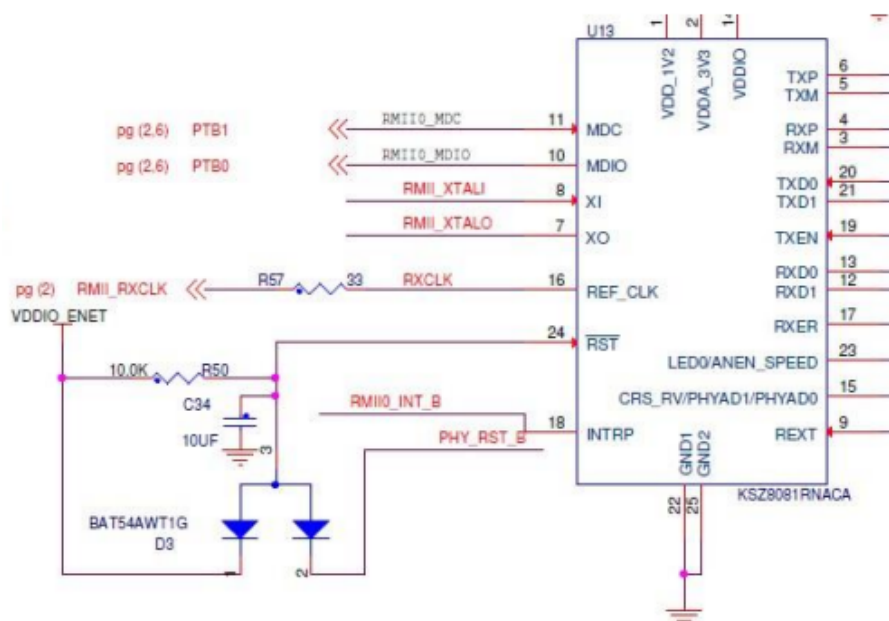 U13
1
2
14
VDD_1V2
VDDA_3V3
VDDIO
TXP 6
TXM 5
RXP 4
RXM 3
TXD0 20
TXD1 21
TXEN 19
RXD0 13
RXD1 12
RXER 17
LED0/ANEN_SPEED 23
CRS_RV/PHYAD1/PHYAD0 15
REXT 9
pg (2,6) PTB1 RMII0_MDC 11 MDC
pg (2,6) PTB0 RMII0_MDIO 10 MDIO
RMII_XTALI 8 XI
RMII_XTALO 7 XO
pg (2) RMII_RXCLK R57 33 RXCLK 16 REF_CLK
VDDIO_ENET
24 RST
10.0K R50
C34
10UF
3
RMII0_INT_B 18 INTRP
PHY_RST_B
GND1
GND2
22
25
KSZ8081RNACA
BAT54AWT1G
D3
1
2